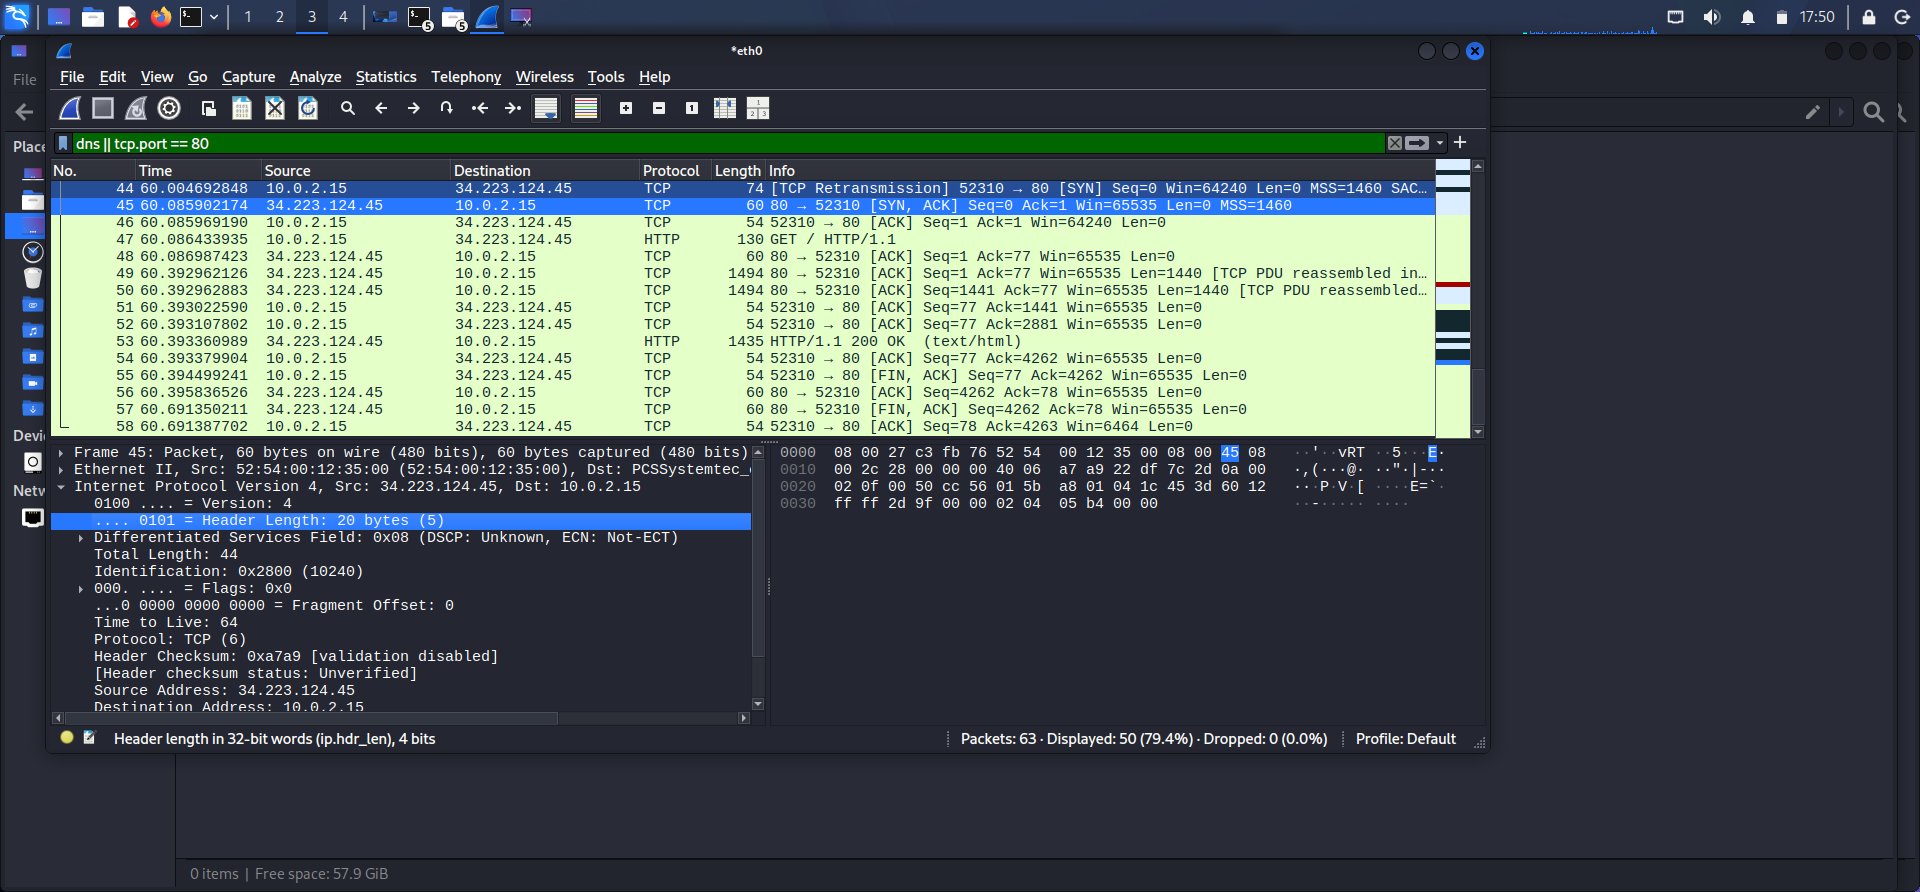 1 2 3 4 5 5 17:50
*eth0
File
File Edit View Go Capture Analyze Statistics Telephony Wireless Tools Help
dns || tcp.port == 80
Place
No. Time Source Destination Protocol Length Info
44 60.004692848 10.0.2.15 34.223.124.45 TCP 74 [TCP Retransmission] 52310 → 80 [SYN] Seq=0 Win=64240 Len=0 MSS=1460 SAC…
45 60.085902174 34.223.124.45 10.0.2.15 TCP 60 80 → 52310 [SYN, ACK] Seq=0 Ack=1 Win=65535 Len=0 MSS=1460
46 60.085969190 10.0.2.15 34.223.124.45 TCP 54 52310 → 80 [ACK] Seq=1 Ack=1 Win=64240 Len=0
47 60.086433935 10.0.2.15 34.223.124.45 HTTP 130 GET / HTTP/1.1
48 60.086987423 34.223.124.45 10.0.2.15 TCP 60 80 → 52310 [ACK] Seq=1 Ack=77 Win=65535 Len=0
49 60.392962126 34.223.124.45 10.0.2.15 TCP 1494 80 → 52310 [ACK] Seq=1 Ack=77 Win=65535 Len=1440 [TCP PDU reassembled in…
50 60.392962883 34.223.124.45 10.0.2.15 TCP 1494 80 → 52310 [ACK] Seq=1441 Ack=77 Win=65535 Len=1440 [TCP PDU reassembled…
51 60.393022590 10.0.2.15 34.223.124.45 TCP 54 52310 → 80 [ACK] Seq=77 Ack=1441 Win=65535 Len=0
52 60.393107802 10.0.2.15 34.223.124.45 TCP 54 52310 → 80 [ACK] Seq=77 Ack=2881 Win=65535 Len=0
53 60.393360989 34.223.124.45 10.0.2.15 HTTP 1435 HTTP/1.1 200 OK  (text/html)
54 60.393379904 10.0.2.15 34.223.124.45 TCP 54 52310 → 80 [ACK] Seq=77 Ack=4262 Win=65535 Len=0
55 60.394499241 10.0.2.15 34.223.124.45 TCP 54 52310 → 80 [FIN, ACK] Seq=77 Ack=4262 Win=65535 Len=0
56 60.395836526 34.223.124.45 10.0.2.15 TCP 60 80 → 52310 [ACK] Seq=4262 Ack=78 Win=65535 Len=0
57 60.691350211 34.223.124.45 10.0.2.15 TCP 60 80 → 52310 [FIN, ACK] Seq=4262 Ack=78 Win=65535 Len=0
58 60.691387702 10.0.2.15 34.223.124.45 TCP 54 52310 → 80 [ACK] Seq=78 Ack=4263 Win=6464 Len=0
Devi
Netw
Frame 45: Packet, 60 bytes on wire (480 bits), 60 bytes captured (480 bits)
Ethernet II, Src: 52:54:00:12:35:00 (52:54:00:12:35:00), Dst: PCSSystemtec_
Internet Protocol Version 4, Src: 34.223.124.45, Dst: 10.0.2.15
0100 .... = Version: 4
.... 0101 = Header Length: 20 bytes (5)
Differentiated Services Field: 0x08 (DSCP: Unknown, ECN: Not-ECT)
Total Length: 44
Identification: 0x2800 (10240)
000. .... = Flags: 0x0
...0 0000 0000 0000 = Fragment Offset: 0
Time to Live: 64
Protocol: TCP (6)
Header Checksum: 0xa7a9 [validation disabled]
[Header checksum status: Unverified]
Source Address: 34.223.124.45
Destination Address: 10.0.2.15
0000 08 00 27 c3 fb 76 52 54 00 12 35 00 08 00 45 08 ··'··vRT ··5···E·
0010 00 2c 28 00 00 00 40 06 a7 a9 22 df 7c 2d 0a 00 ·,(···@· ··"·|-··
0020 02 0f 00 50 cc 56 01 5b a8 01 04 1c 45 3d 60 12 ···P·V·[ ····E=`·
0030 ff ff 2d 9f 00 00 02 04 05 b4 00 00 ··-····· ····
Header length in 32-bit words (ip.hdr_len), 4 bits
Packets: 63 · Displayed: 50 (79.4%) · Dropped: 0 (0.0%)
Profile: Default
0 items | Free space: 57.9 GiB